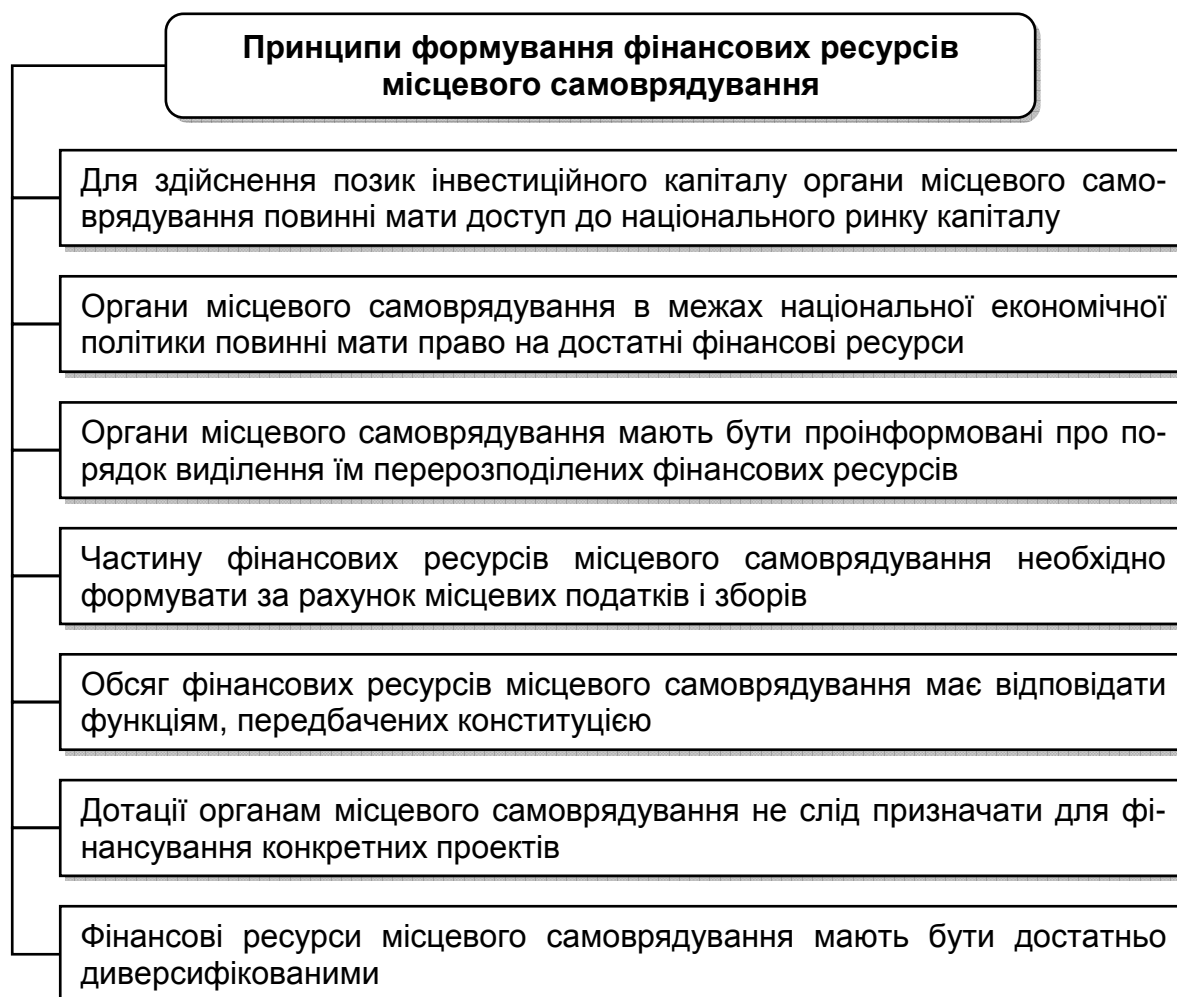 Принципи формування фінансових ресурсів
місцевого самоврядування
Для здійснення позик інвестиційного капіталу органи місцевого само-
врядування повинні мати доступ до національного ринку капіталу
Органи місцевого самоврядування в межах національної економічної
політики повинні мати право на достатні фінансові ресурси
Органи місцевого самоврядування мають бути проінформовані про по-
рядок виділення їм перерозподілених фінансових ресурсів
Частину фінансових ресурсів місцевого самоврядування необхідно
формувати за рахунок місцевих податків і зборів
Обсяг фінансових ресурсів місцевого самоврядування має відповідати
функціям, передбачених конституцією
Дотації органам місцевого самоврядування не слід призначати для фі-
нансування конкретних проектів
Фінансові ресурси місцевого самоврядування мають бути достатньо
диверсифікованими